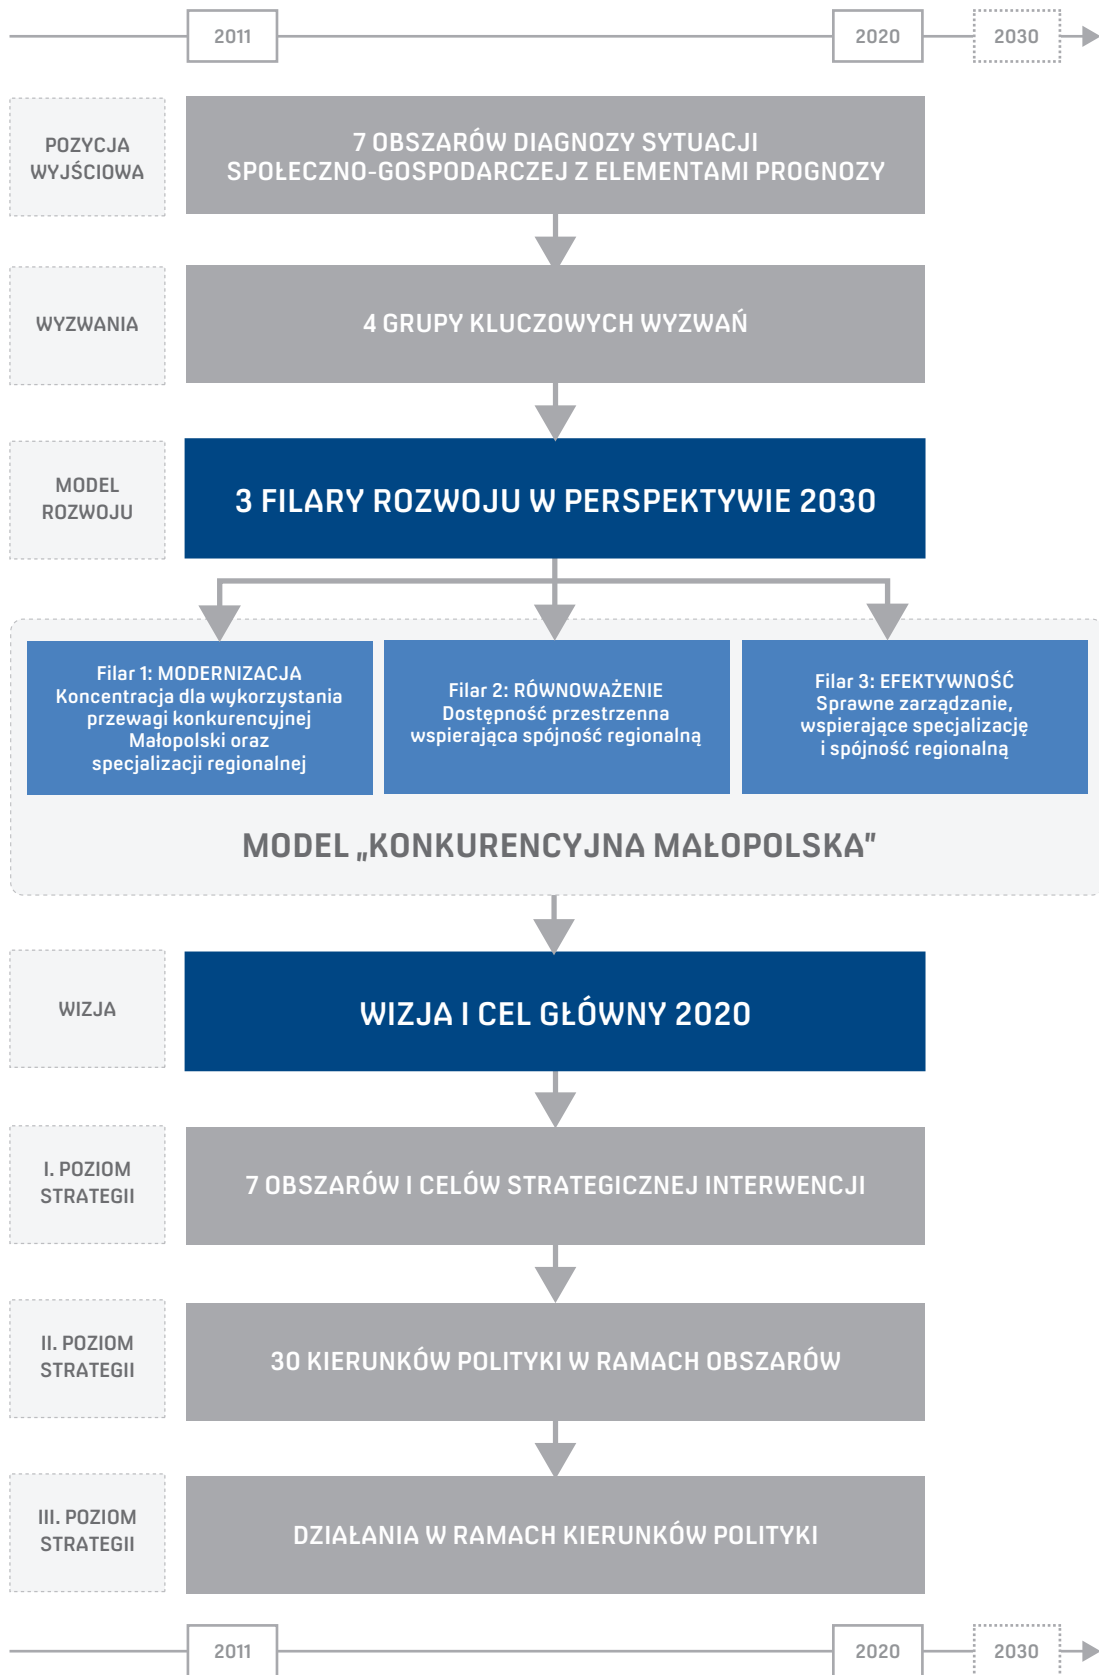 2011
2020
2030
POZYCJA
WYJŚCIOWA
7 OBSZARÓW DIAGNOZY SYTUACJI
SPOŁECZNO-GOSPODARCZEJ Z ELEMENTAMI PROGNOZY
WYZWANIA
4 GRUPY KLUCZOWYCH WYZWAŃ
MODEL
ROZWOJU
3 FILARY ROZWOJU W PERSPEKTYWIE 2030
Filar 1: MODERNIZACJA
Koncentracja dla wykorzystania
przewagi konkurencyjnej
Małopolski oraz
specjalizacji regionalnej
Filar 2: RÓWNOWAŻENIE
Dostępność przestrzenna
wspierająca spójność regionalną
Filar 3: EFEKTYWNOŚĆ
Sprawne zarządzanie,
wspierające specjalizację
i spójność regionalną
MODEL „KONKURENCYJNA MAŁOPOLSKA”
WIZJA
WIZJA I CEL GŁÓWNY 2020
I. POZIOM
STRATEGII
7 OBSZARÓW I CELÓW STRATEGICZNEJ INTERWENCJI
II. POZIOM
STRATEGII
30 KIERUNKÓW POLITYKI W RAMACH OBSZARÓW
III. POZIOM
STRATEGII
DZIAŁANIA W RAMACH KIERUNKÓW POLITYKI
2011
2020
2030